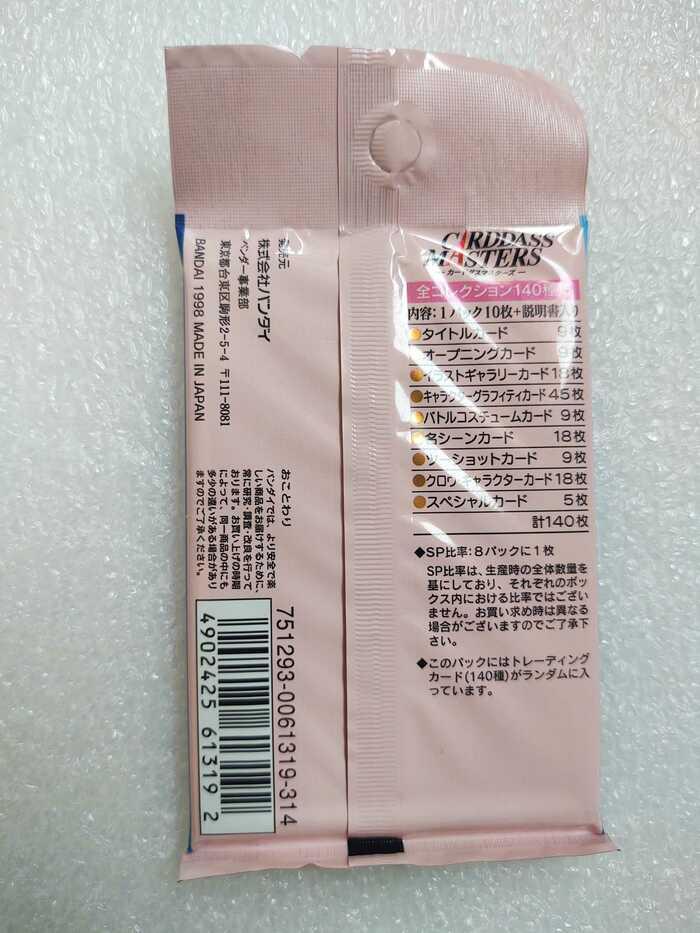 CARDDASS
MASTERS
ーカードダスマスターズー
全コレクション140種
内容:1パック10枚+説明書入り
タイトルカード 9枚
オープニングカード 9枚
イラストギャラリーカード 18枚
キャラクターグラフィティカード 45枚
バトルコスチュームカード 9枚
名シーンカード 18枚
ツーショットカード 9枚
クロウ・キャラクターカード 18枚
スペシャルカード 5枚
計140枚
◆SP比率:8パックに1枚
SP比率は、生産時の全体数量を
基にしており、それぞれのボッ
クス内における比率ではござい
ません。お買い求め時は異なる
場合がございますのでご了承下
さい。
◆このパックにはトレーディング
カード(140種)がランダムに入
っています。
発売元
株式会社バンダイ
ベンダー事業部
東京都台東区駒形2-5-4 〒111-8081
BANDAI 1998 MADE IN JAPAN
おことわり
バンダイでは、より安全で楽
しい商品をお届けするために、
常に研究・調査・改良を行って
おります。お買い上げの時期
によって、同一商品の中にも
多少の違いがある場合があり
ますのでご了承ください。
751293-0061319-314
4902425 613192